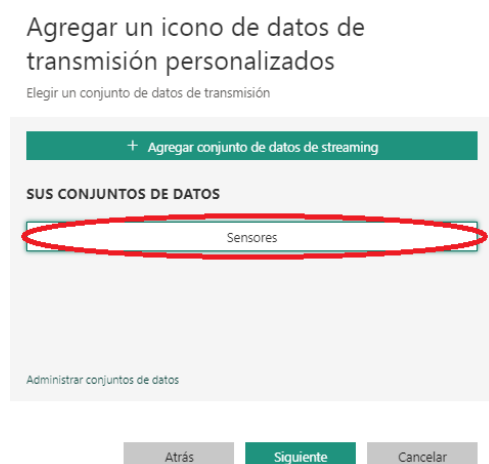 Agregar un icono de datos de
transmisión personalizados
Elegir un conjunto de datos de transmisión
+ Agregar conjunto de datos de streaming
SUS CONJUNTOS DE DATOS
Sensores
Administrar conjuntos de datos
Atrás Siguiente Cancelar